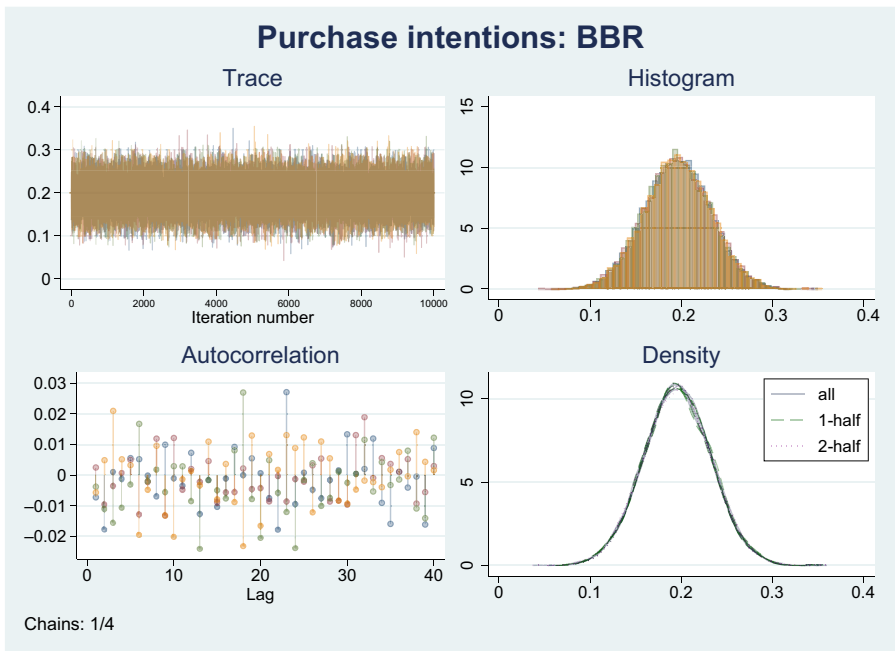 Purchase intentions: BBR
Trace
0.4
0.3
0.2
0.1
0
0 2000 4000 6000 8000 10000
Iteration number
Histogram
15
10
5
0
0 0.1 0.2 0.3 0.4
Autocorrelation
0.03
0.02
0.01
0
–0.01
–0.02
0 10 20 30 40
Lag
Density
10
5
0
0 0.1 0.2 0.3 0.4
all
1-half
2-half
Chains: 1/4